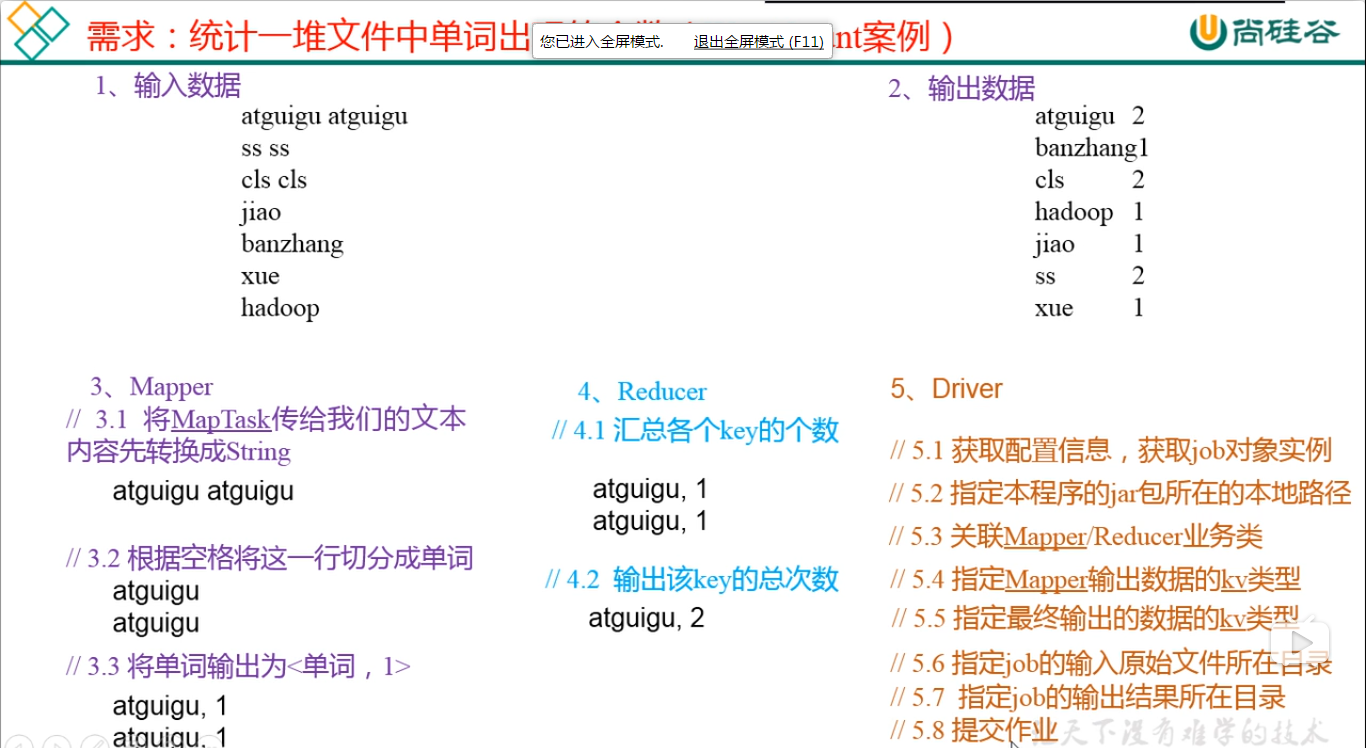 需求：统计一堆文件中单词出
nt案例）
您已进入全屏模式. 退出全屏模式 (F11)
尚硅谷
1、输入数据
atguigu atguigu
ss ss
cls cls
jiao
banzhang
xue
hadoop
2、输出数据
atguigu 2
banzhang1
cls 2
hadoop 1
jiao 1
ss 2
xue 1
3、Mapper
// 3.1 将MapTask传给我们的文本
内容先转换成String
atguigu atguigu
// 3.2 根据空格将这一行切分成单词
atguigu
atguigu
// 3.3 将单词输出为<单词，1>
atguigu, 1
atguigu, 1
4、Reducer
// 4.1 汇总各个key的个数
atguigu, 1
atguigu, 1
// 4.2 输出该key的总次数
atguigu, 2
5、Driver
// 5.1 获取配置信息，获取job对象实例
// 5.2 指定本程序的jar包所在的本地路径
// 5.3 关联Mapper/Reducer业务类
// 5.4 指定Mapper输出数据的kv类型
// 5.5 指定最终输出的数据的kv类型
// 5.6 指定job的输入原始文件所在目录
// 5.7 指定job的输出结果所在目录
// 5.8 提交作业
天下没有难学的技术